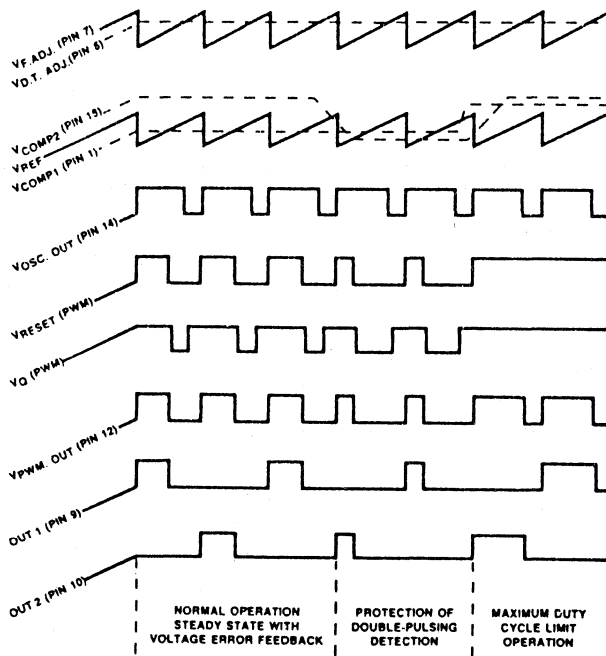 VF.ADJ. (PIN 7)
VD.T. ADJ.(PIN 6)
VCOMP2 (PIN 15)
VREF
VCOMP1 (PIN 1)
VOSC. OUT (PIN 14)
VRESET (PWM)
VQ (PWM)
VPWM. OUT (PIN 12)
OUT 1 (PIN 9)
OUT 2 (PIN 10)
NORMAL OPERATION
STEADY STATE WITH
VOLTAGE ERROR FEEDBACK
PROTECTION OF
DOUBLE-PULSING
DETECTION
MAXIMUM DUTY
CYCLE LIMIT
OPERATION